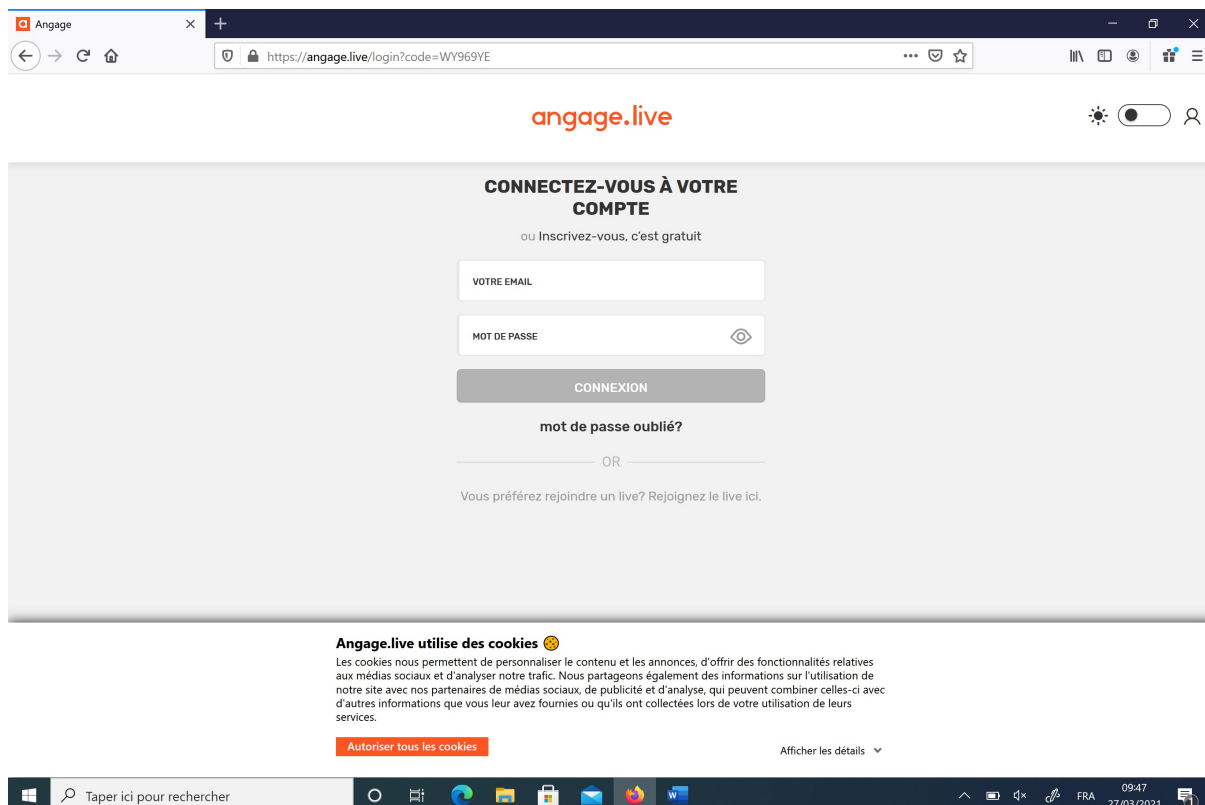 Angage
https://angage.live/login?code=WY969YE
angage.live
CONNECTEZ-VOUS À VOTRE
COMPTE
ou Inscrivez-vous, c'est gratuit
VOTRE EMAIL
MOT DE PASSE
CONNEXION
mot de passe oublié?
OR
Vous préférez rejoindre un live? Rejoignez le live ici.
Angage.live utilise des cookies
Les cookies nous permettent de personnaliser le contenu et les annonces, d'offrir des fonctionnalités relatives
aux médias sociaux et d'analyser notre trafic. Nous partageons également des informations sur l'utilisation de
notre site avec nos partenaires de médias sociaux, de publicité et d'analyse, qui peuvent combiner celles-ci avec
d'autres informations que vous leur avez fournies ou qu'ils ont collectées lors de votre utilisation de leurs
services.
Autoriser tous les cookies
Afficher les détails
Taper ici pour rechercher
FRA
09:47
27/03/2021